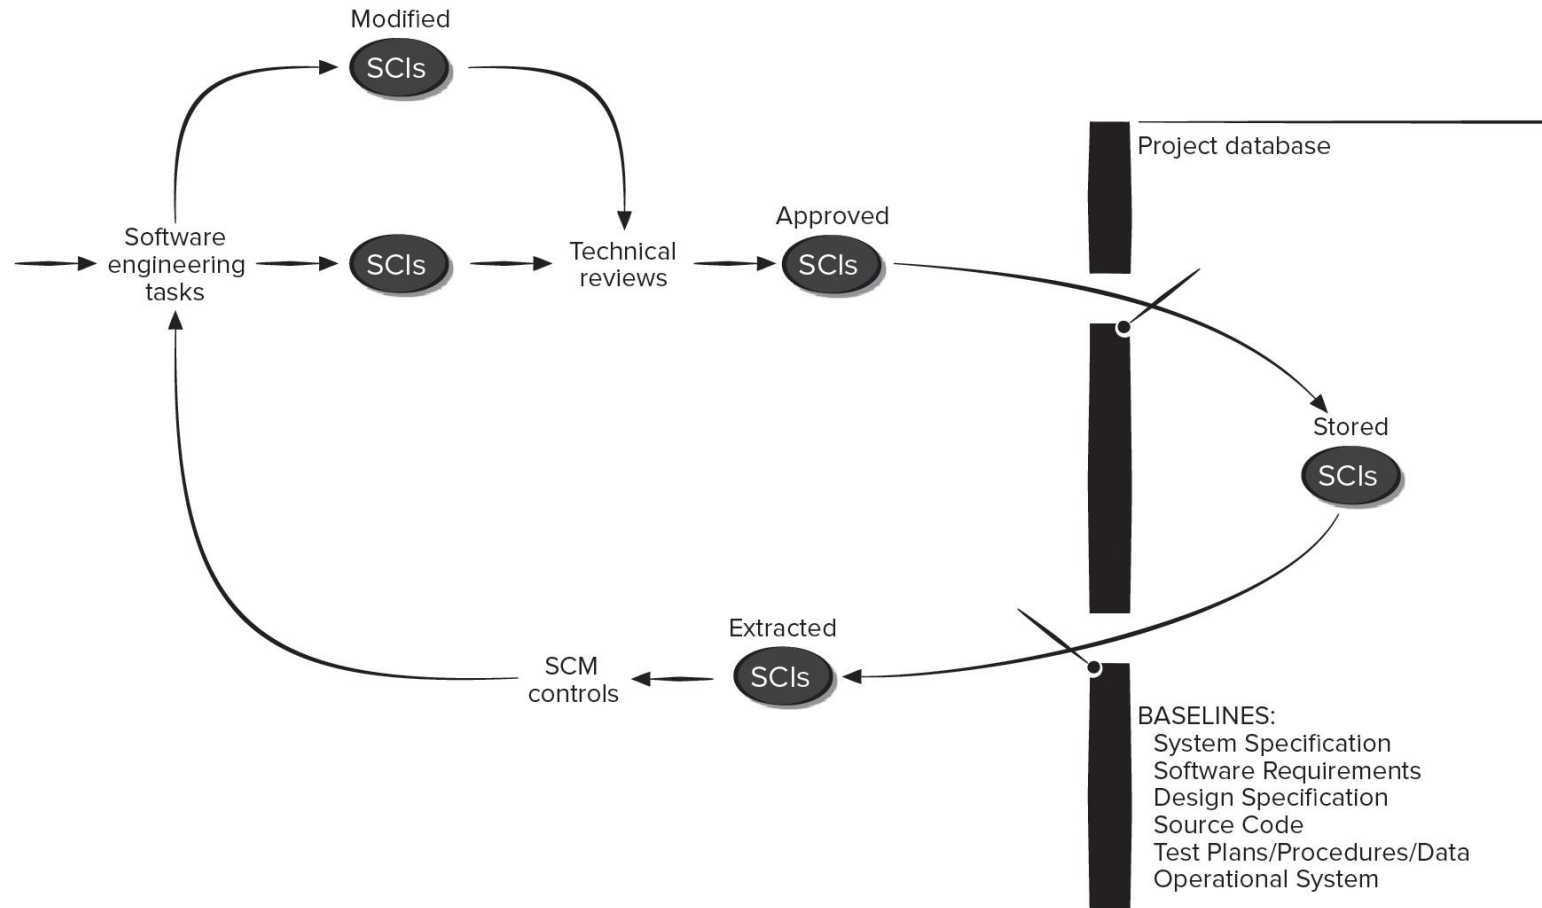 Modified
SCIs
Project database
Approved
Software
engineering
tasks
SCIs
Technical
reviews
SCIs
Stored
SCIs
Extracted
SCIs
SCM
controls
BASELINES:
System Specification
Software Requirements
Design Specification
Source Code
Test Plans/Procedures/Data
Operational System